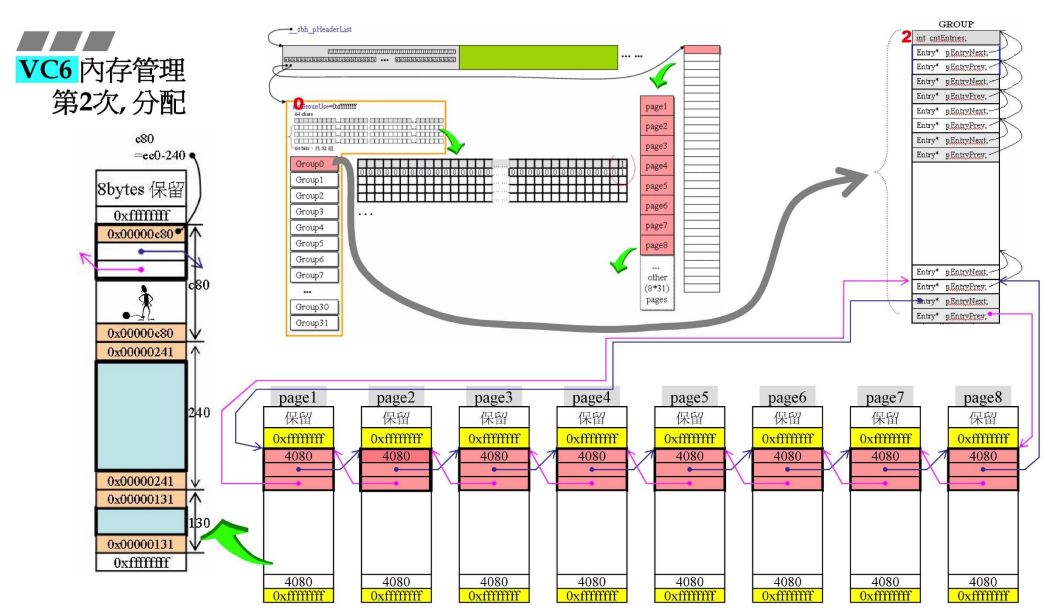 VC6 內存管理
第2次, 分配
c80
=ec0-240
8bytes 保留
0xffffffff
0x00000c80
c80
0x00000c80
0x00000241
240
0x00000241
0x00000131
130
0x00000131
0xffffffff
__sbh_pHeaderList
... ...
0
GroupUse=0xffffffff
64 chars
64 bits，共 32 組
Group0
Group1
Group2
Group3
Group4
Group5
Group6
Group7
...
Group30
Group31
...
page1
page2
page3
page4
page5
page6
page7
page8
...
other
(8*31)
pages
GROUP
2
int cntEntries;
Entry* pEntryNext;
Entry* pEntryPrev;
Entry* pEntryNext;
Entry* pEntryPrev;
Entry* pEntryNext;
Entry* pEntryPrev;
Entry* pEntryNext;
Entry* pEntryPrev;
Entry* pEntryNext;
Entry* pEntryPrev;
Entry* pEntryNext;
Entry* pEntryPrev;
page1 page2 page3 page4 page5 page6 page7 page8
保留 保留 保留 保留 保留 保留 保留 保留
0xffffffff 0xffffffff 0xffffffff 0xffffffff 0xffffffff 0xffffffff 0xffffffff 0xffffffff
4080 4080 4080 4080 4080 4080 4080 4080
4080 4080 4080 4080 4080 4080 4080 4080
0xffffffff 0xffffffff 0xffffffff 0xffffffff 0xffffffff 0xffffffff 0xffffffff 0xffffffff